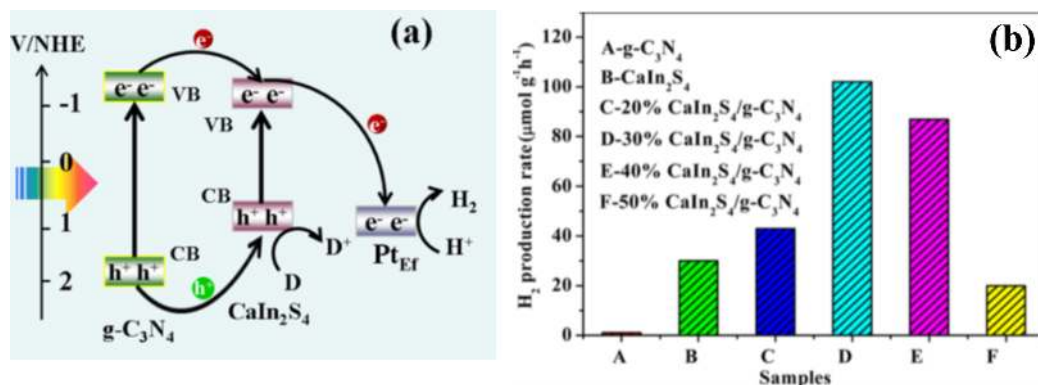 (a)
V/NHE
-1
0
1
2
e⁻
e⁻ e⁻
VB
e⁻ e⁻
VB
e⁻
CB
h⁺ h⁺
CB
h⁺ h⁺
h⁺
g-C₃N₄
D
D⁺
CaIn₂S₄
e⁻ e⁻
Pt_Ef
H₂
H⁺
(b)
H₂ production rate (μmol g⁻¹h⁻¹)
120
100
80
60
40
20
0
A-g-C₃N₄
B-CaIn₂S₄
C-20% CaIn₂S₄/g-C₃N₄
D-30% CaIn₂S₄/g-C₃N₄
E-40% CaIn₂S₄/g-C₃N₄
F-50% CaIn₂S₄/g-C₃N₄
A B C D E F
Samples